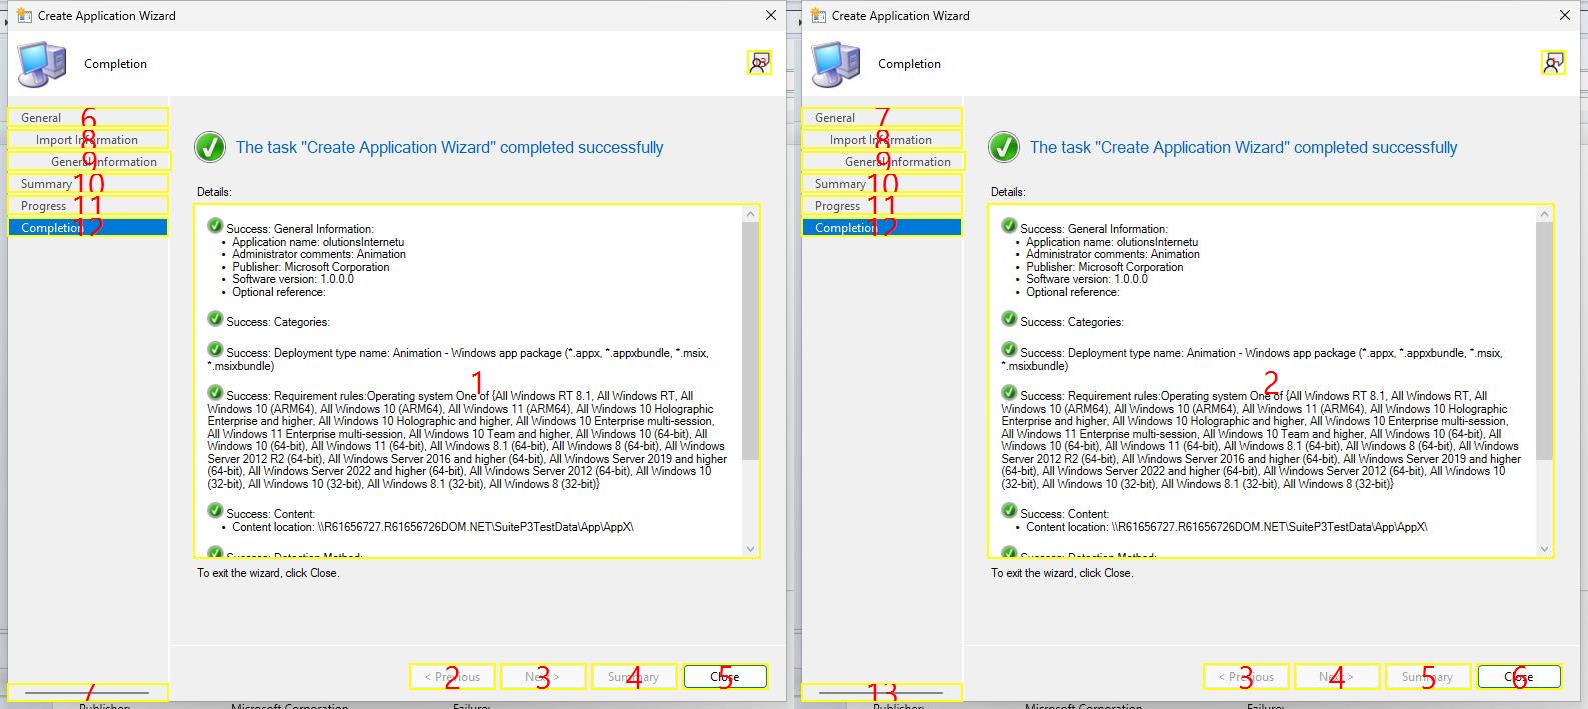 Create Application Wizard
Completion
13
General 6
Import Information 8
General Information 9
Summary 10
Progress 11
Completion 12
The task "Create Application Wizard" completed successfully
Details:
Success: General Information:
• Application name: olutionsInternetu
• Administrator comments: Animation
• Publisher: Microsoft Corporation
• Software version: 1.0.0.0
• Optional reference:
Success: Categories:
Success: Deployment type name: Animation - Windows app package (*.appx, *.appxbundle, *.msix,
*.msixbundle)
1
Success: Requirement rules:Operating system One of {All Windows RT 8.1, All Windows RT, All
Windows 10 (ARM64), All Windows 10 (ARM64), All Windows 11 (ARM64), All Windows 10 Holographic
Enterprise and higher, All Windows 10 Holographic and higher, All Windows 10 Enterprise multi-session,
All Windows 11 Enterprise multi-session, All Windows 10 Team and higher, All Windows 10 (64-bit), All
Windows 10 (64-bit), All Windows 11 (64-bit), All Windows 8.1 (64-bit), All Windows 8 (64-bit), All Windows
Server 2012 R2 (64-bit), All Windows Server 2016 and higher (64-bit), All Windows Server 2019 and higher
(64-bit), All Windows Server 2022 and higher (64-bit), All Windows Server 2012 (64-bit), All Windows 10
(32-bit), All Windows 10 (32-bit), All Windows 8.1 (32-bit), All Windows 8 (32-bit)}
Success: Content:
• Content location: \\R61656727.R61656726DOM.NET\SuiteP3TestData\App\AppX\
Success: Detection Method:
To exit the wizard, click Close.
< Previous 2
Next > 3
Summary 4
Close 5
7
Publisher: Microsoft Corporation Failure:
Create Application Wizard
Completion
General 7
Import Information 8
General Information 9
Summary 10
Progress 11
Completion 12
The task "Create Application Wizard" completed successfully
Details:
Success: General Information:
• Application name: olutionsInternetu
• Administrator comments: Animation
• Publisher: Microsoft Corporation
• Software version: 1.0.0.0
• Optional reference:
Success: Categories:
Success: Deployment type name: Animation - Windows app package (*.appx, *.appxbundle, *.msix,
*.msixbundle)
2
Success: Requirement rules:Operating system One of {All Windows RT 8.1, All Windows RT, All
Windows 10 (ARM64), All Windows 10 (ARM64), All Windows 11 (ARM64), All Windows 10 Holographic
Enterprise and higher, All Windows 10 Holographic and higher, All Windows 10 Enterprise multi-session,
All Windows 11 Enterprise multi-session, All Windows 10 Team and higher, All Windows 10 (64-bit), All
Windows 10 (64-bit), All Windows 11 (64-bit), All Windows 8.1 (64-bit), All Windows 8 (64-bit), All Windows
Server 2012 R2 (64-bit), All Windows Server 2016 and higher (64-bit), All Windows Server 2019 and higher
(64-bit), All Windows Server 2022 and higher (64-bit), All Windows Server 2012 (64-bit), All Windows 10
(32-bit), All Windows 10 (32-bit), All Windows 8.1 (32-bit), All Windows 8 (32-bit)}
Success: Content:
• Content location: \\R61656727.R61656726DOM.NET\SuiteP3TestData\App\AppX\
Success: Detection Method:
To exit the wizard, click Close.
< Previous 3
Next > 4
Summary 5
Close 6
13
Publisher: Microsoft Corporation Failure: